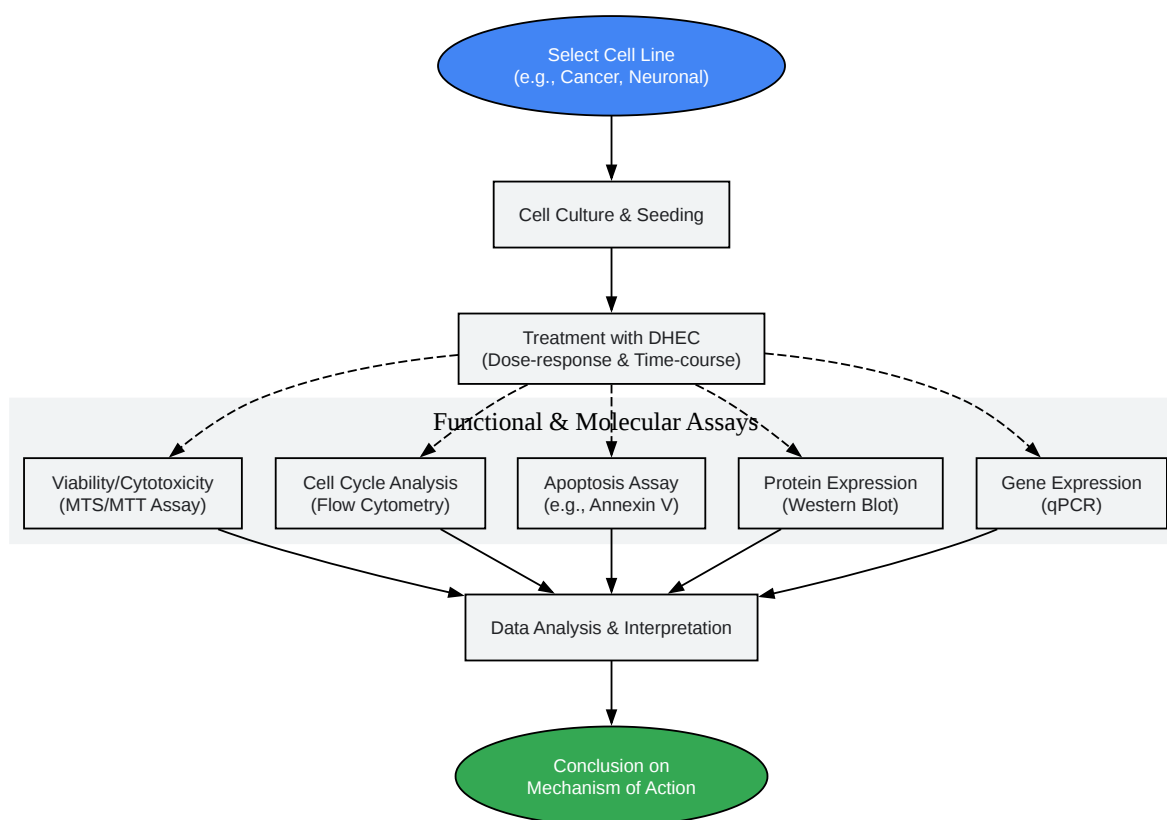 Select Cell Line
(e.g., Cancer, Neuronal)
Cell Culture & Seeding
Treatment with DHEC
(Dose-response & Time-course)
Functional & Molecular Assays
Viability/Cytotoxicity
(MTS/MTT Assay)
Cell Cycle Analysis
(Flow Cytometry)
Apoptosis Assay
(e.g., Annexin V)
Protein Expression
(Western Blot)
Gene Expression
(qPCR)
Data Analysis & Interpretation
Conclusion on
Mechanism of Action